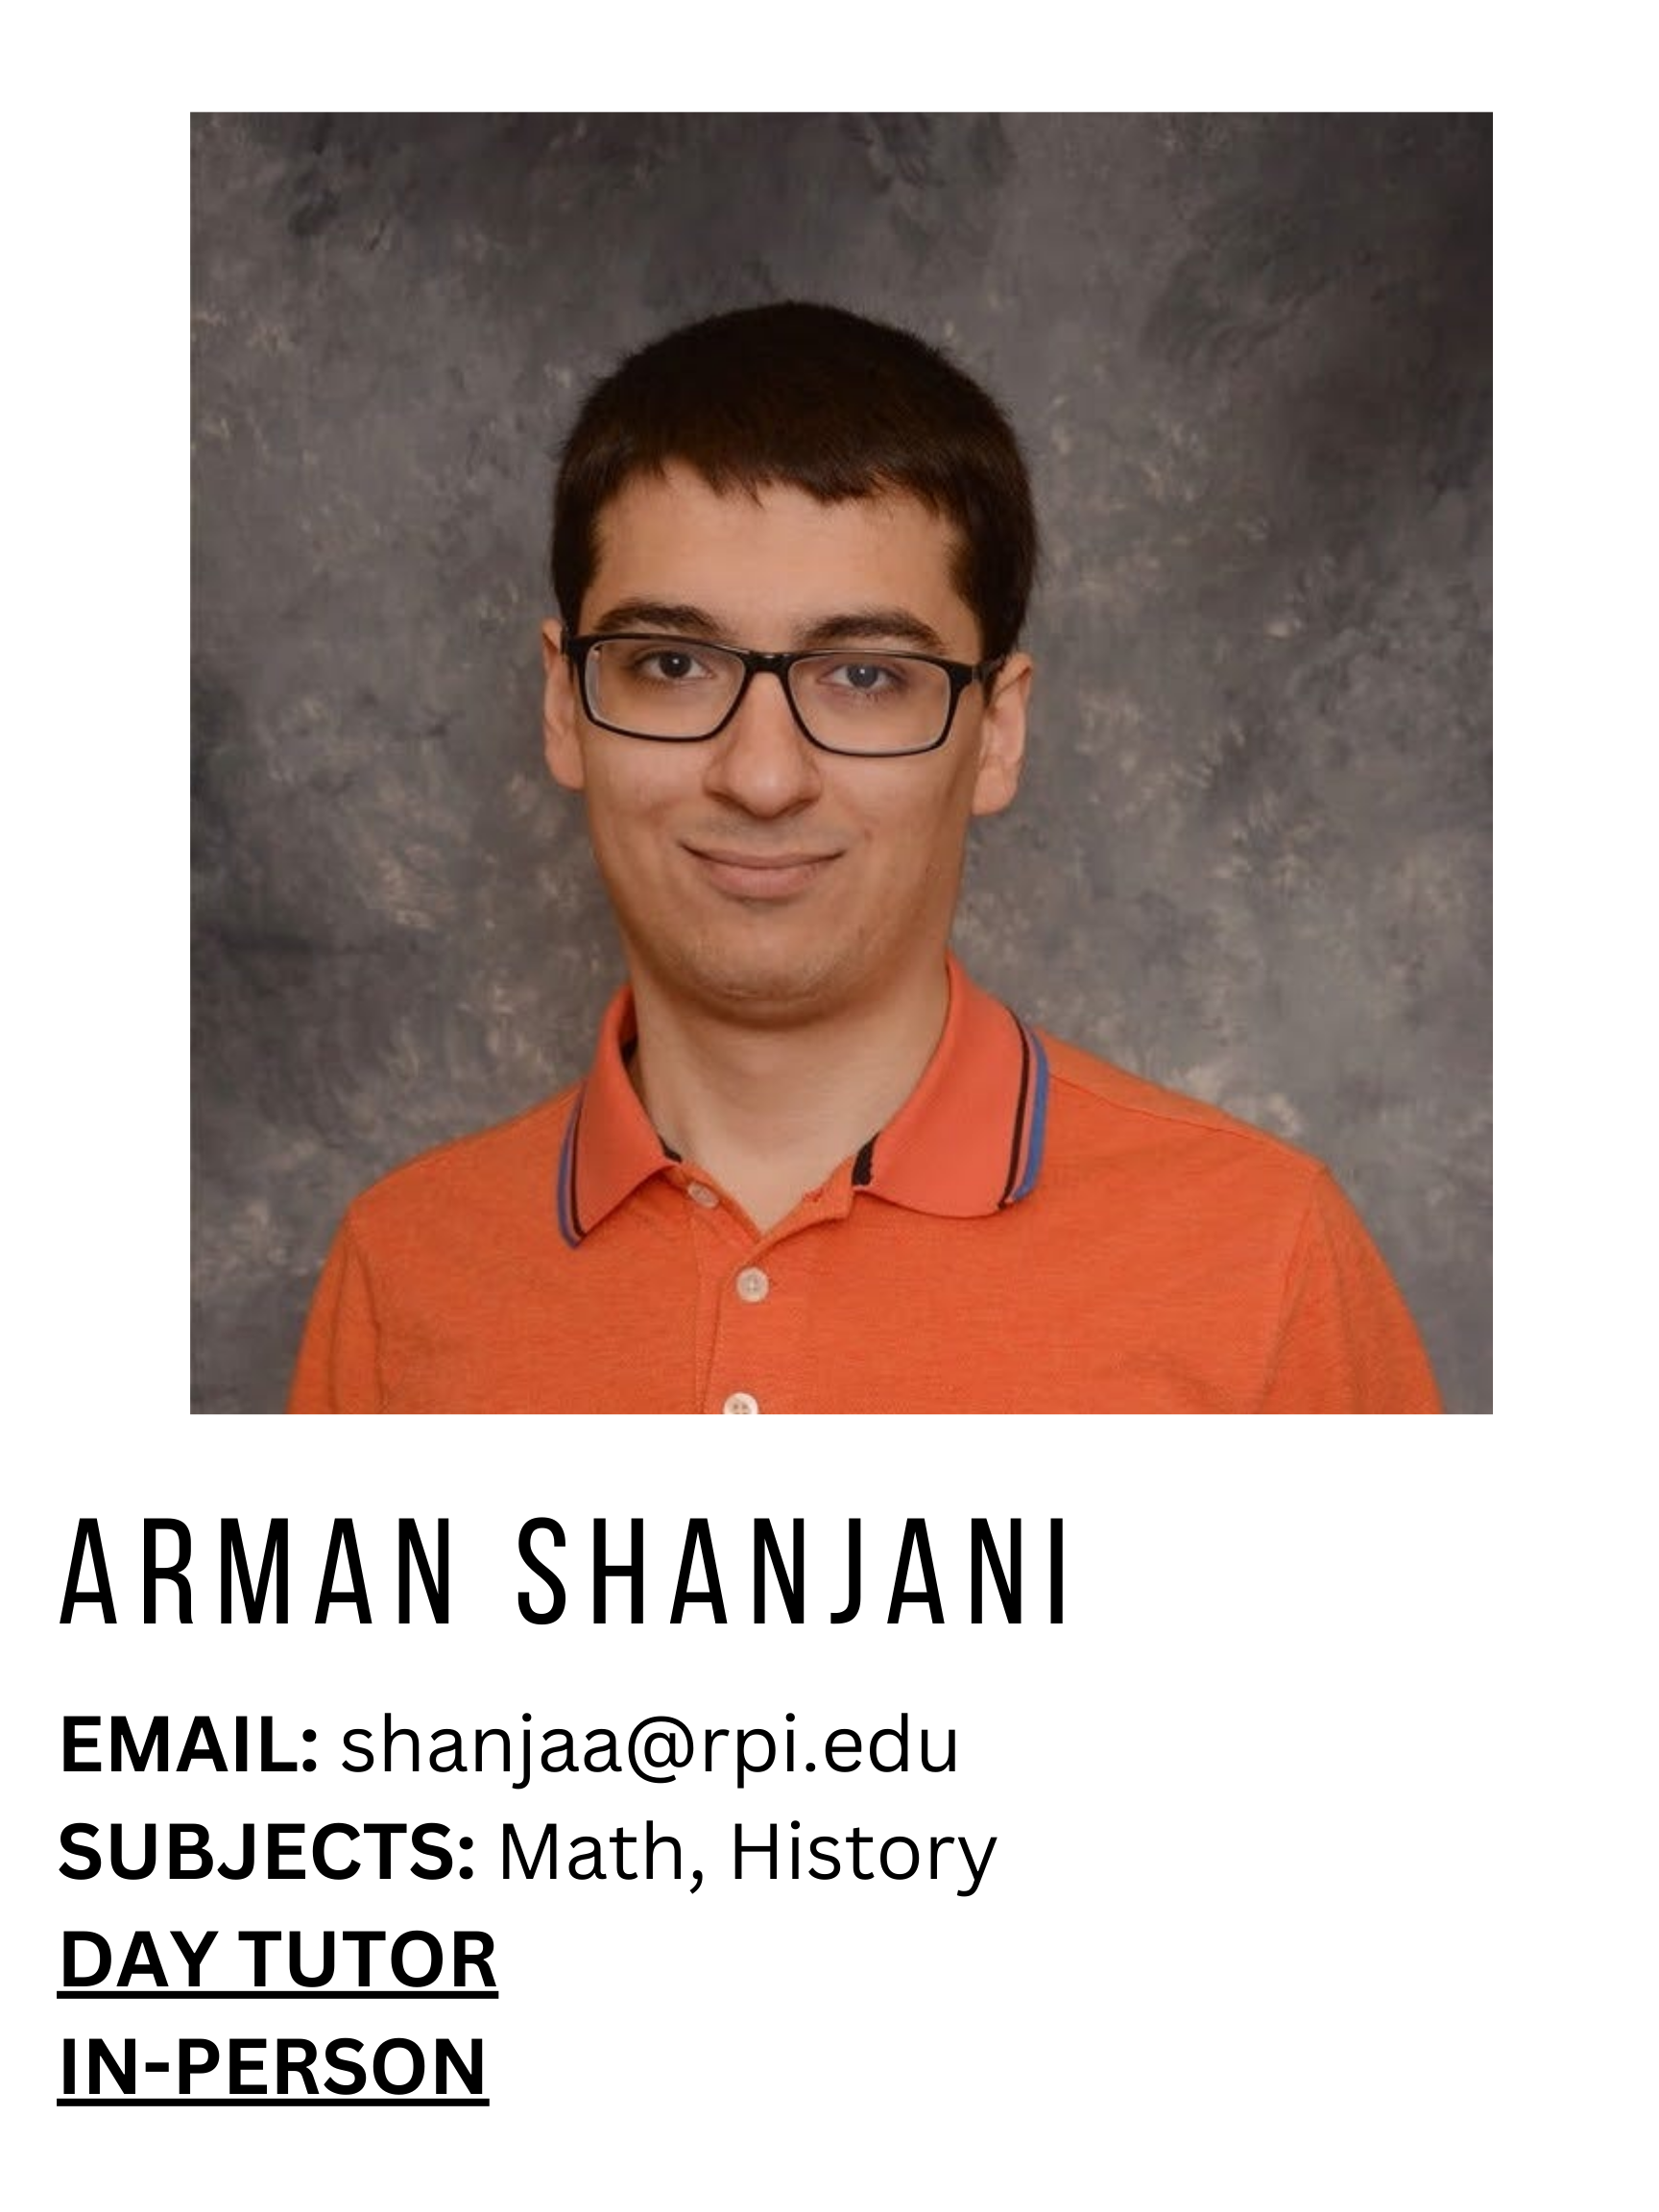 ARMAN SHANJANI
EMAIL: shanjaa@rpi.edu
SUBJECTS: Math, History
DAY TUTOR
IN-PERSON